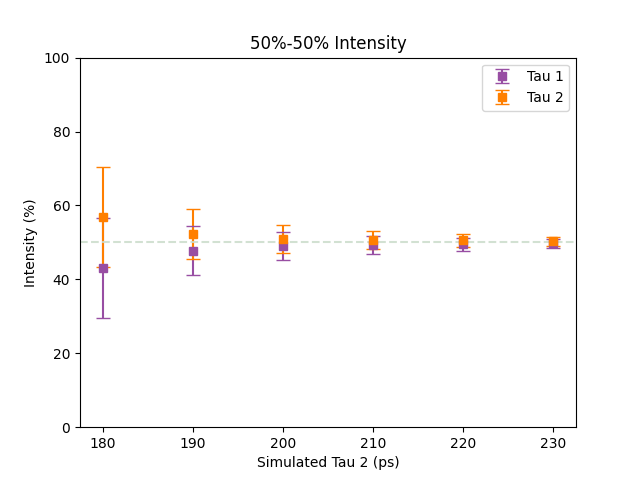 50%-50% Intensity
Tau 1
Tau 2
Intensity (%)
100
80
60
40
20
0
180 190 200 210 220 230
Simulated Tau 2 (ps)